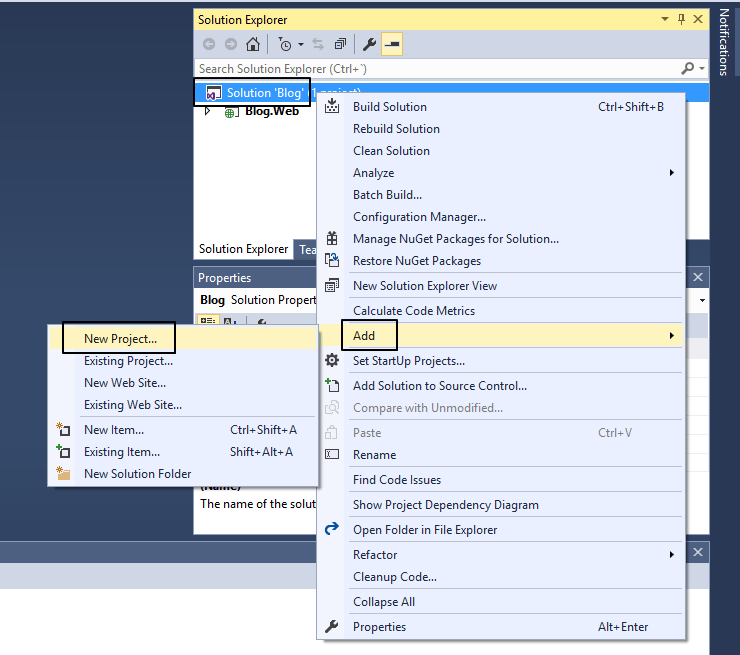 Solution Explorer
Notifications
Search Solution Explorer (Ctrl+`)
Solution 'Blog' (1 project)
Blog.Web
Build Solution Ctrl+Shift+B
Rebuild Solution
Clean Solution
Analyze
Batch Build...
Configuration Manager...
Manage NuGet Packages for Solution...
Restore NuGet Packages
New Solution Explorer View
Calculate Code Metrics
Add
Set StartUp Projects...
Add Solution to Source Control...
Compare with Unmodified...
Paste Ctrl+V
Rename
Find Code Issues
Show Project Dependency Diagram
Open Folder in File Explorer
Refactor
Cleanup Code...
Collapse All
Properties Alt+Enter
Solution Explorer Tea
Properties
Blog Solution Propert
New Project...
Existing Project...
New Web Site...
Existing Web Site...
New Item... Ctrl+Shift+A
Existing Item... Shift+Alt+A
New Solution Folder
(Name)
The name of the solut